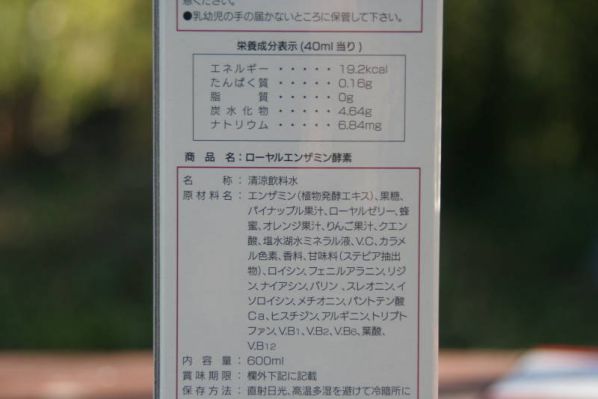 意ください。
●乳幼児の手の届かないところに保管して下さい。
栄養成分表示(40ml当り)
エネルギー・・・・・19.2kcal
たんぱく質・・・・・0.16g
脂　　質・・・・・0g
炭水化物・・・・・4.64g
ナトリウム・・・・・6.84mg
商品名:ローヤルエンザミン酵素
名　　称:清涼飲料水
原材料名:エンザミン(植物発酵エキス)、果糖、
パイナップル果汁、ローヤルゼリー、蜂
蜜、オレンジ果汁、りんご果汁、クエン
酸、塩水湖水ミネラル液、V.C、カラメ
ル色素、香料、甘味料(ステビア抽出
物)、ロイシン、フェニルアラニン、リジ
ン、ナイアシン、バリン、スレオニン、イ
ソロイシン、メチオニン、パントテン酸
Ca、ヒスチジン、アルギニン、トリプト
ファン、V.B1、V.B2、V.B6、葉酸、
V.B12
内容量:600ml
賞味期限:欄外下記に記載
保存方法:直射日光、高温多湿を避けて冷暗所に